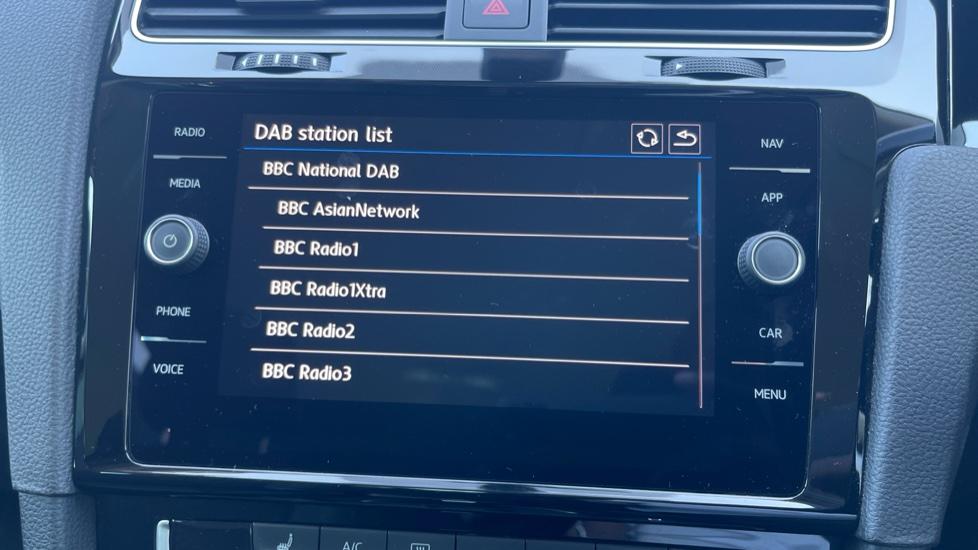 RADIO
MEDIA
PHONE
VOICE
DAB station list
BBC National DAB
BBC AsianNetwork
BBC Radio1
BBC Radio1Xtra
BBC Radio2
BBC Radio3
NAV
APP
CAR
MENU
A/C